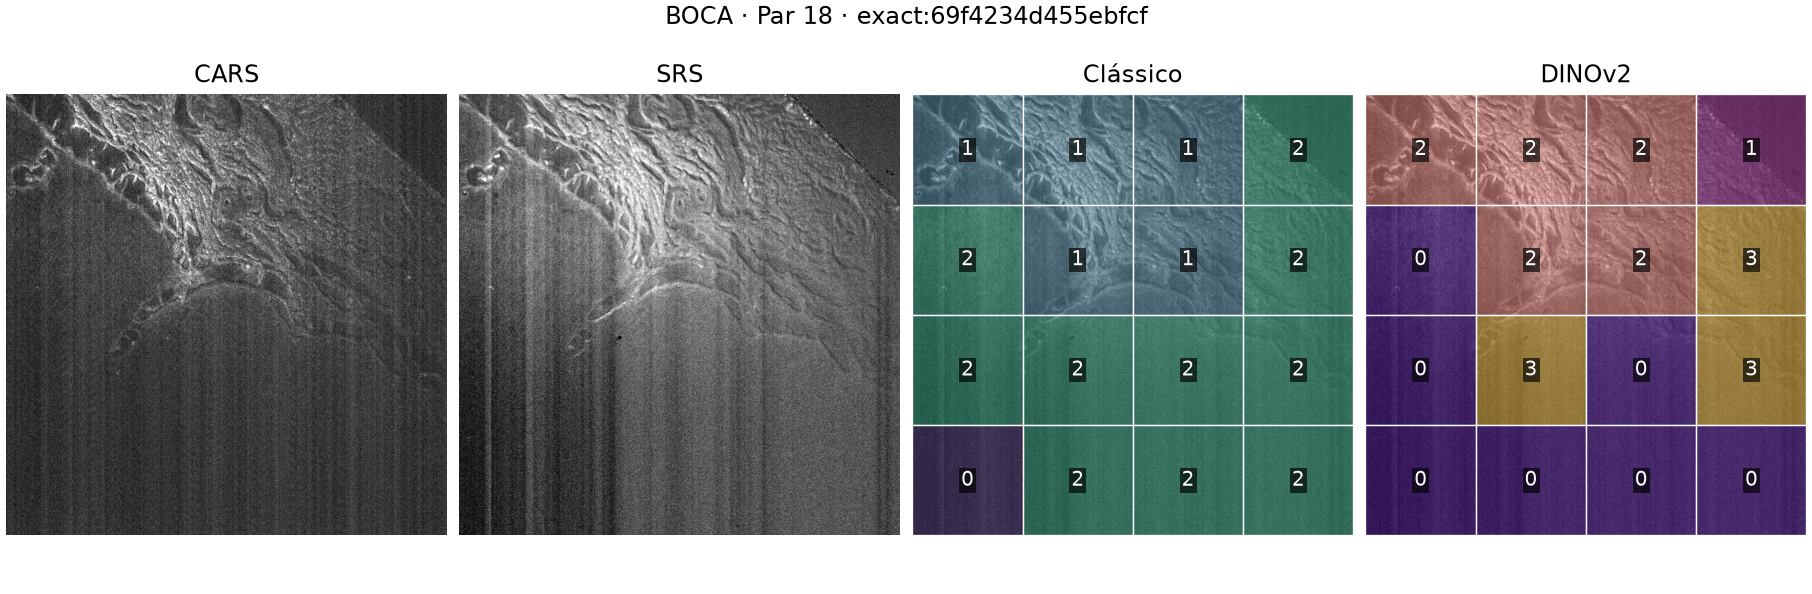 BOCA · Par 18 · exact:69f4234d455ebfcf
CARS
SRS
Clássico
DINOv2
1 1 1 2
2 1 1 2
2 2 2 2
0 2 2 2
2 2 2 1
0 2 2 3
0 3 0 3
0 0 0 0